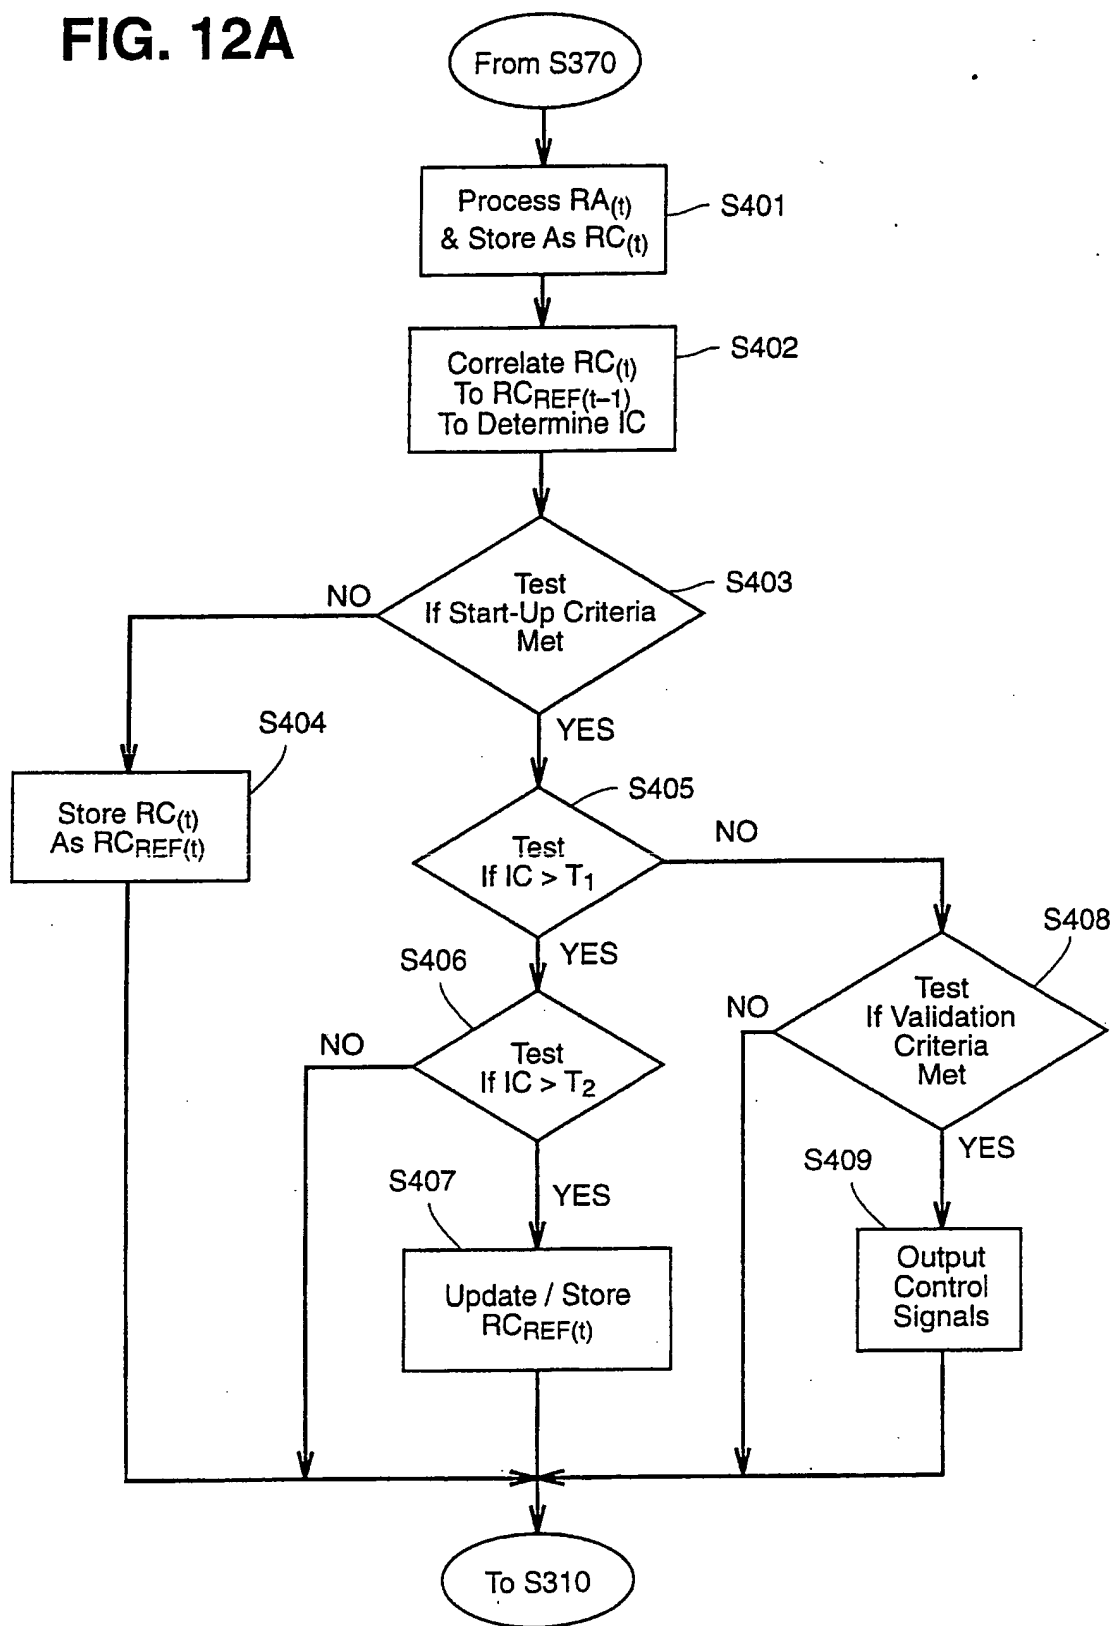 FIG. 12A
From S370
Process RA(t)
& Store As RC(t)
S401
Correlate RC(t)
To RCREF(t–1)
To Determine IC
S402
Test
If Start-Up Criteria
Met
S403
NO
YES
S404
Store RC(t)
As RCREF(t)
S405
Test
If IC > T1
NO
YES
S406
Test
If IC > T2
NO
YES
S408
Test
If Validation
Criteria
Met
NO
YES
S407
Update / Store
RCREF(t)
S409
Output
Control
Signals
To S310